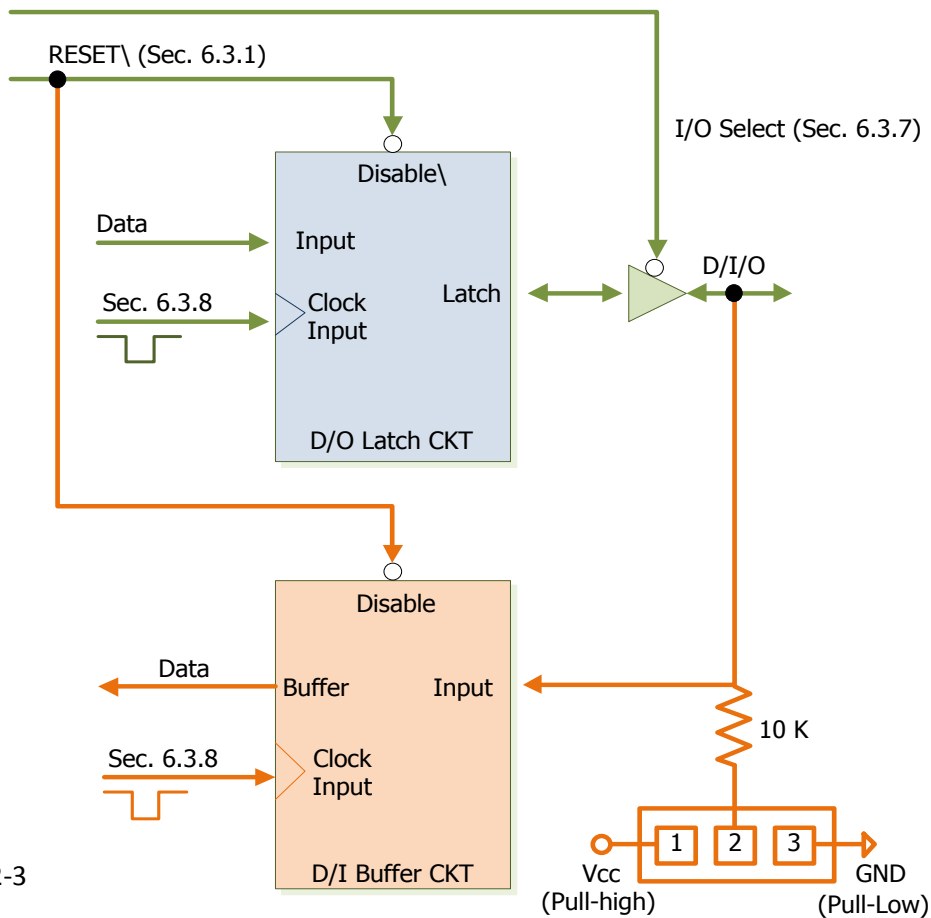 RESET\ (Sec. 6.3.1)
I/O Select (Sec. 6.3.7)
Disable\
Data
Input
D/I/O
Latch
Sec. 6.3.8
Clock
Input
D/O Latch CKT
Disable
Data
Buffer
Input
10 K
Sec. 6.3.8
Clock
Input
1
2
3
D/I Buffer CKT
Vcc
(Pull-high)
GND
(Pull-Low)
-3